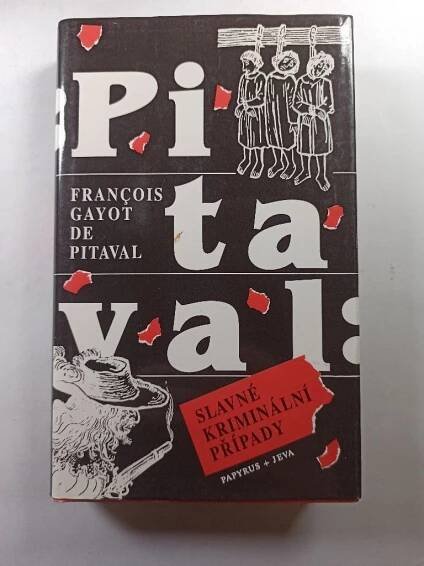 Pi
FRANÇOIS
GAYOT
DE
PITAVAL
ta
val:
SLAVNÉ
KRIMINÁLNÍ
PŘÍPADY
PAPYRUS + JEVA